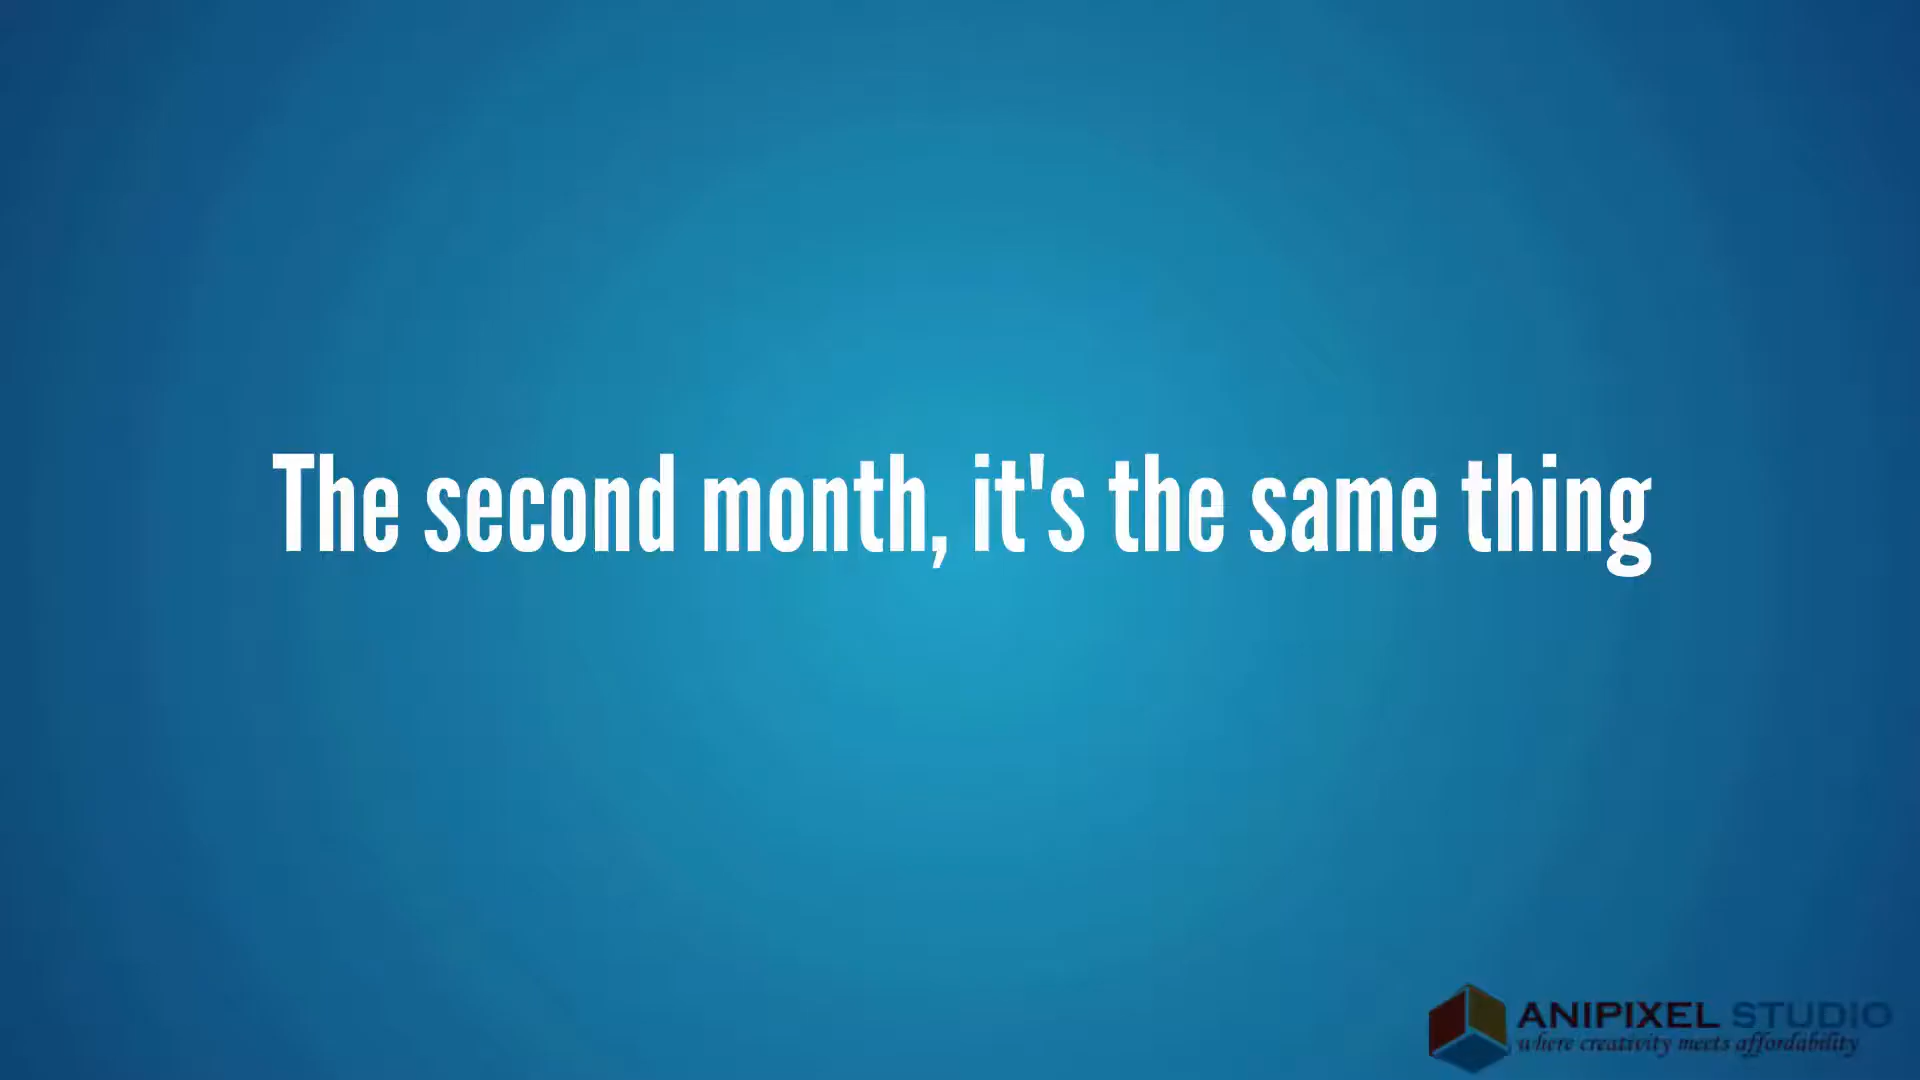 The second month, it's the same thing
ANIPIXEL STUDIO
where creativity meets affordability